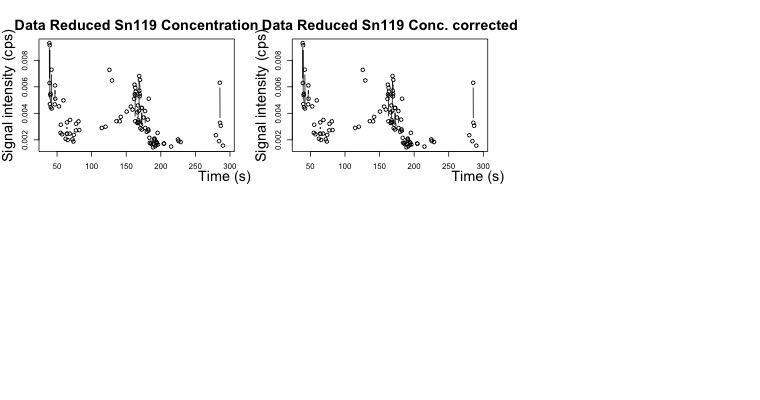 Data Reduced Sn119 Concentration
Signal intensity (cps)
0.002 0.004 0.006 0.008
50 100 150 200 250 300
Time (s)
Data Reduced Sn119 Conc. corrected
Signal intensity (cps)
0.002 0.004 0.006 0.008
50 100 150 200 250 300
Time (s)